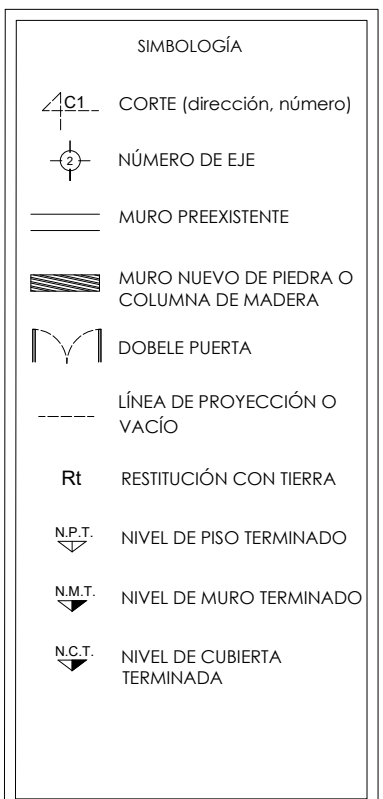 SIMBOLOGÍA
C1 CORTE (dirección, número)
2 NÚMERO DE EJE
MURO PREEXISTENTE
MURO NUEVO DE PIEDRA O
COLUMNA DE MADERA
DOBELE PUERTA
LÍNEA DE PROYECCIÓN O
VACÍO
Rt RESTITUCIÓN CON TIERRA
N.P.T. NIVEL DE PISO TERMINADO
N.M.T. NIVEL DE MURO TERMINADO
N.C.T. NIVEL DE CUBIERTA
TERMINADA